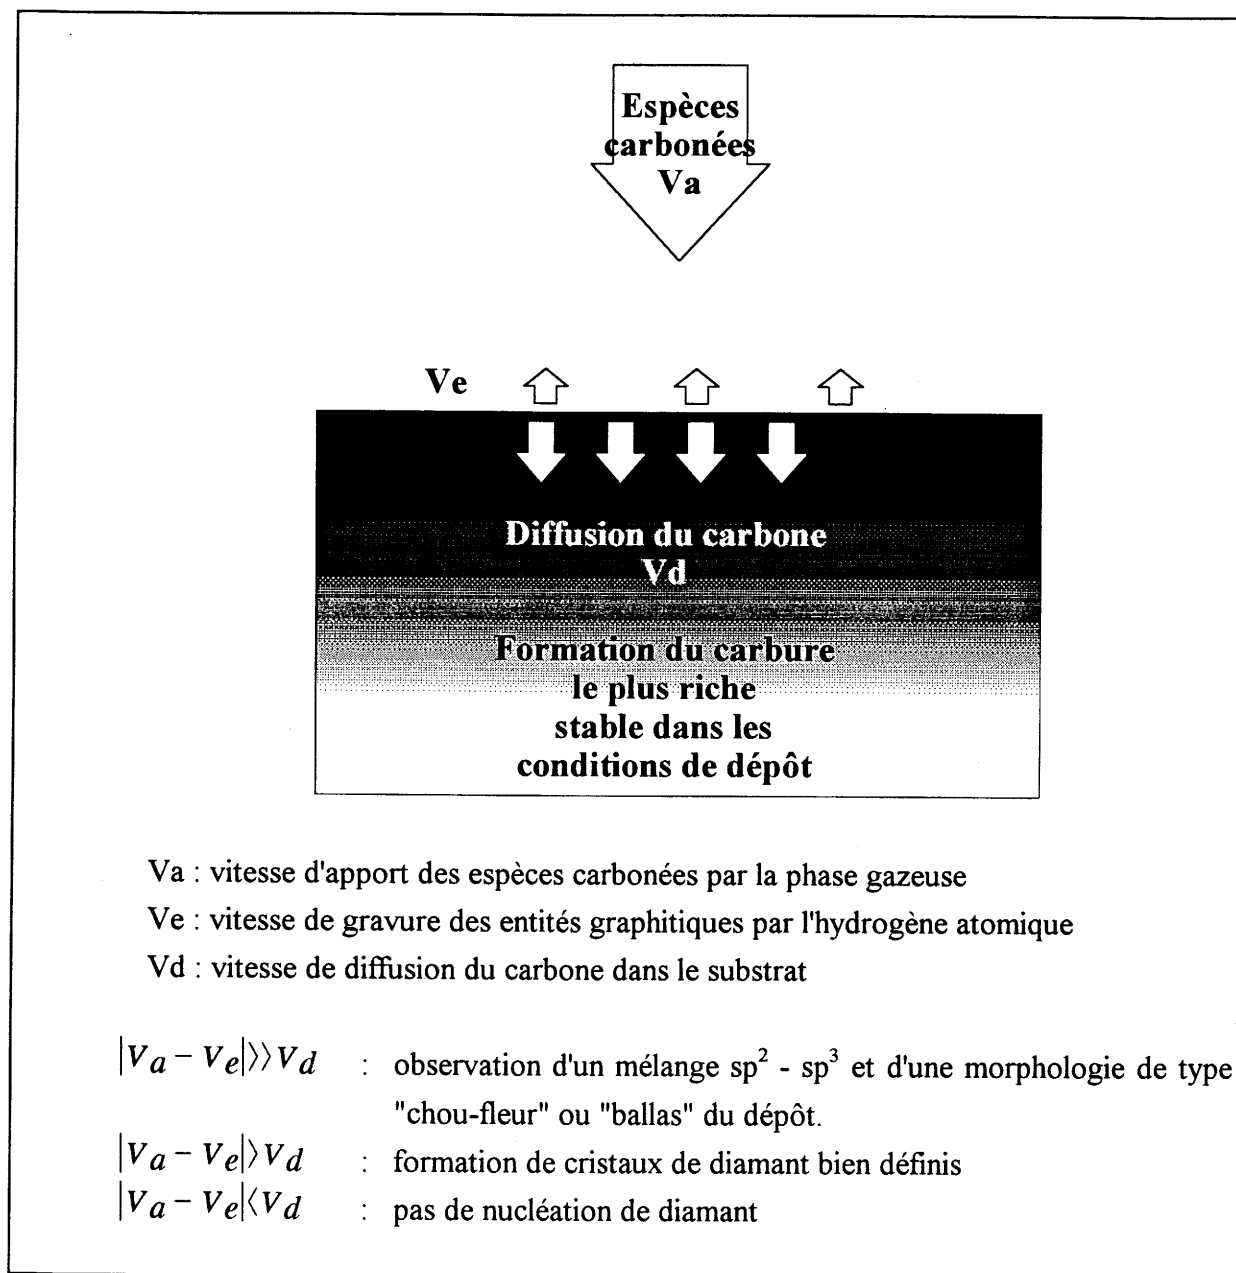 Espèces
carbonées
Va
Ve
Diffusion du carbone
Vd
Formation du carbure
le plus riche
stable dans les
conditions de dépôt
Va : vitesse d'apport des espèces carbonées par la phase gazeuse
Ve : vitesse de gravure des entités graphitiques par l'hydrogène atomique
Vd : vitesse de diffusion du carbone dans le substrat
|Va - Ve|⟩⟩Vd : observation d'un mélange sp² - sp³ et d'une morphologie de type
"chou-fleur" ou "ballas" du dépôt.
|Va - Ve|⟩Vd : formation de cristaux de diamant bien définis
|Va - Ve|⟨Vd : pas de nucléation de diamant